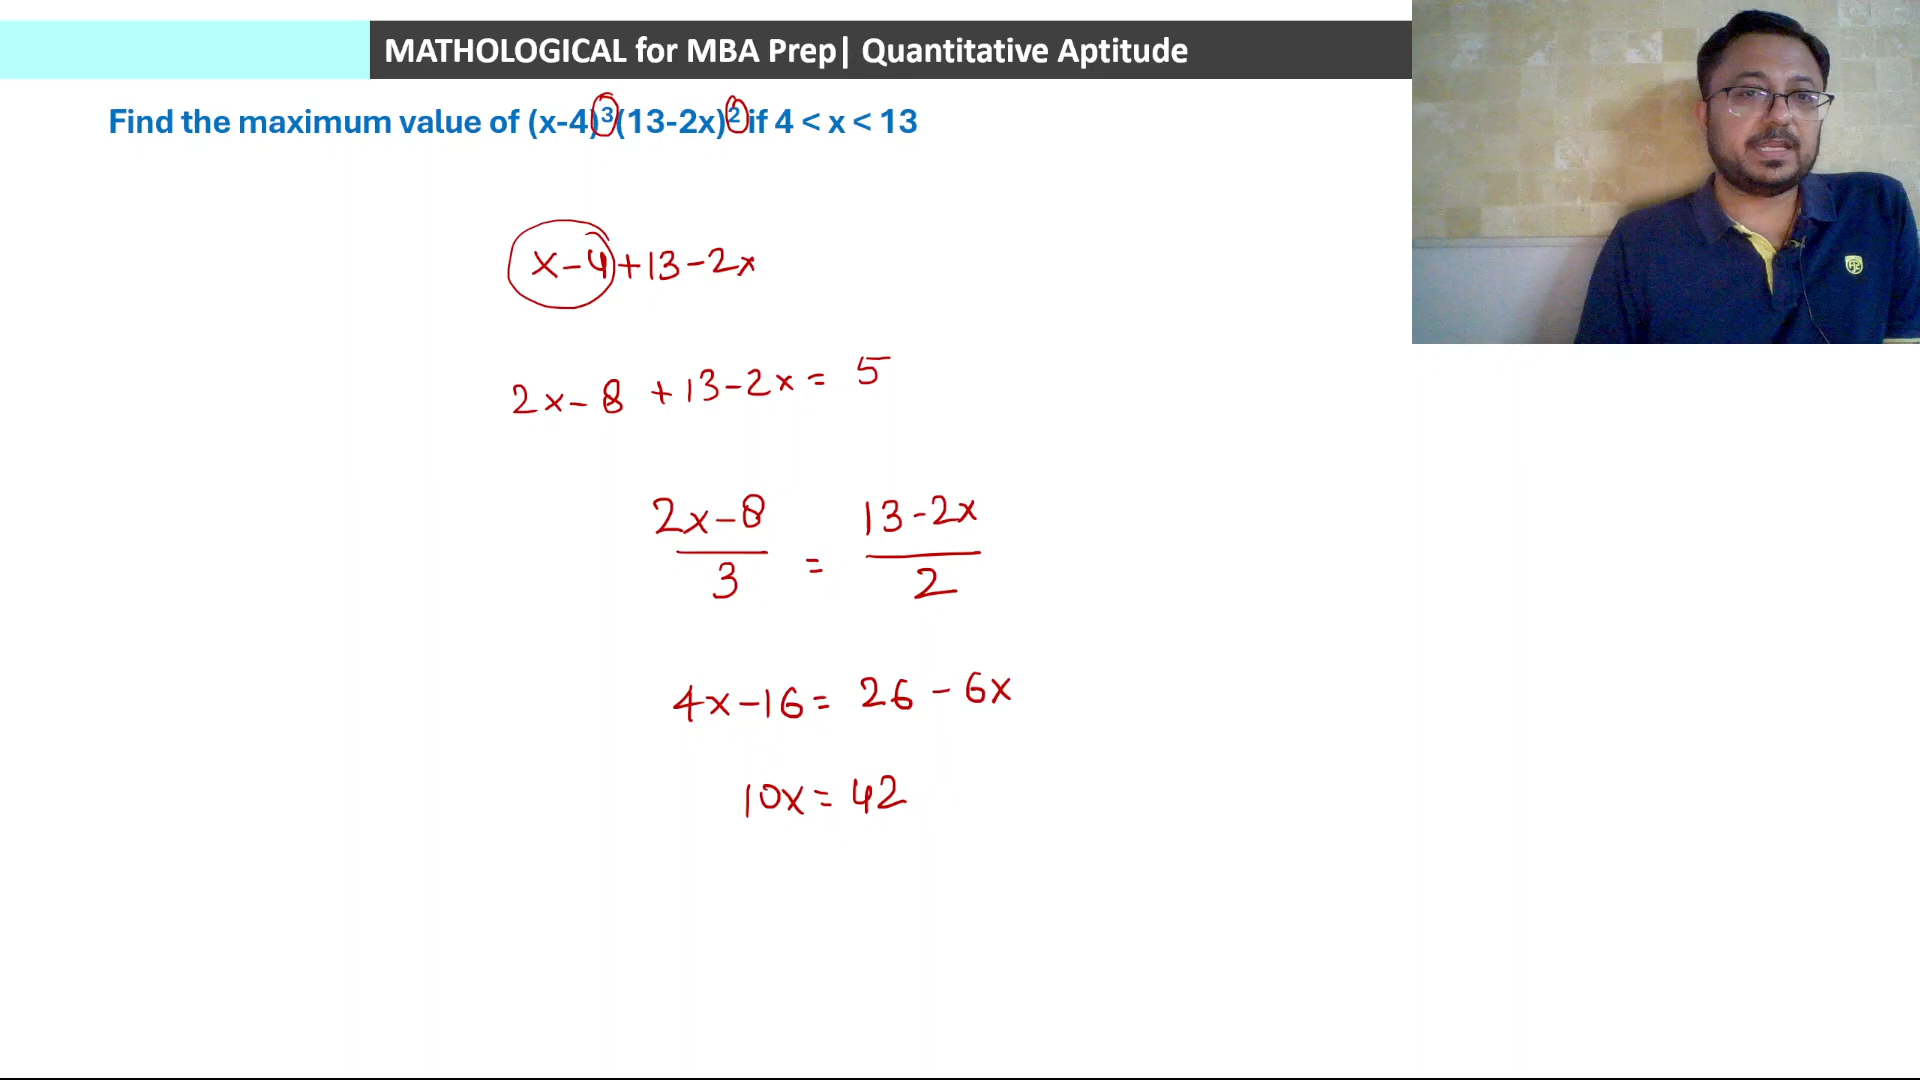 MATHOLOGICAL for MBA Prep| Quantitative Aptitude
Find the maximum value of (x-4)³(13-2x)² if 4 < x < 13
x-4+13-2x
2x-8 +13-2x = 5
2x-8/3 = 13-2x/2
4x-16 = 26-6x
10x = 42